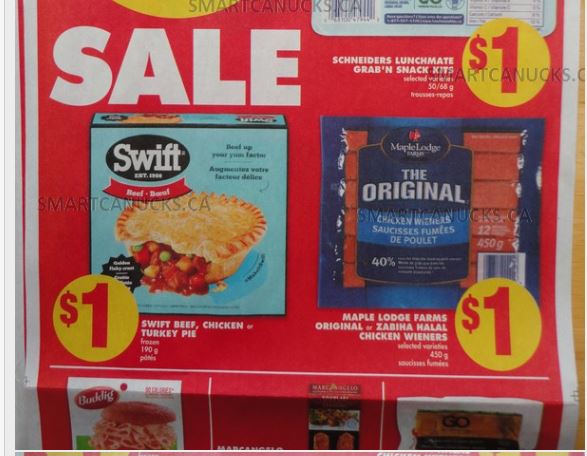 SMARTCANUCKS.CA
SALE
SCHNEIDERS LUNCHMATE
GRAB'N SNACK KITS
selected varieties
50/68 g
trousses-repas
$1
SMARTCANUCKS.CA
Swift
EST. 1906
Beef • Bœuf
Beef up
your yum factor
Augmentez votre
facteur délice
Golden
flaky crust
SMARTCANUCKS.CA
$1
SWIFT BEEF, CHICKEN or
TURKEY PIE
frozen
190 g
pâtés
Maple Lodge
FARMS
THE
ORIGINAL
CHICKEN WIENERS
SAUCISSES FUMÉES
DE POULET
12
450 g
40%
SMARTCANUCKS.CA
MAPLE LODGE FARMS
ORIGINAL or ZABIHA HALAL
CHICKEN WIENERS
selected varieties
450 g
saucisses fumées
$1
Buddig
90 CALORIES
MARCANGELO
MARCANGELO
GO